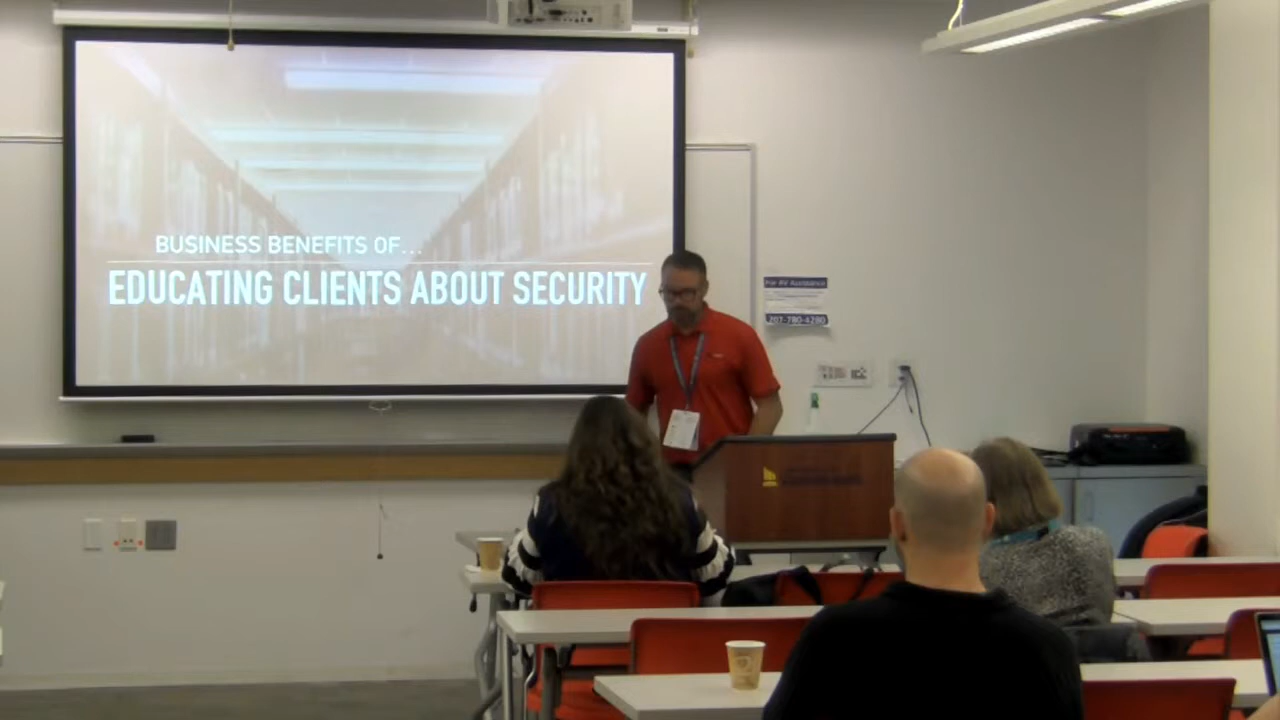 BUSINESS BENEFITS OF...
EDUCATING CLIENTS ABOUT SECURITY
For AV Assistance
207-780-4280